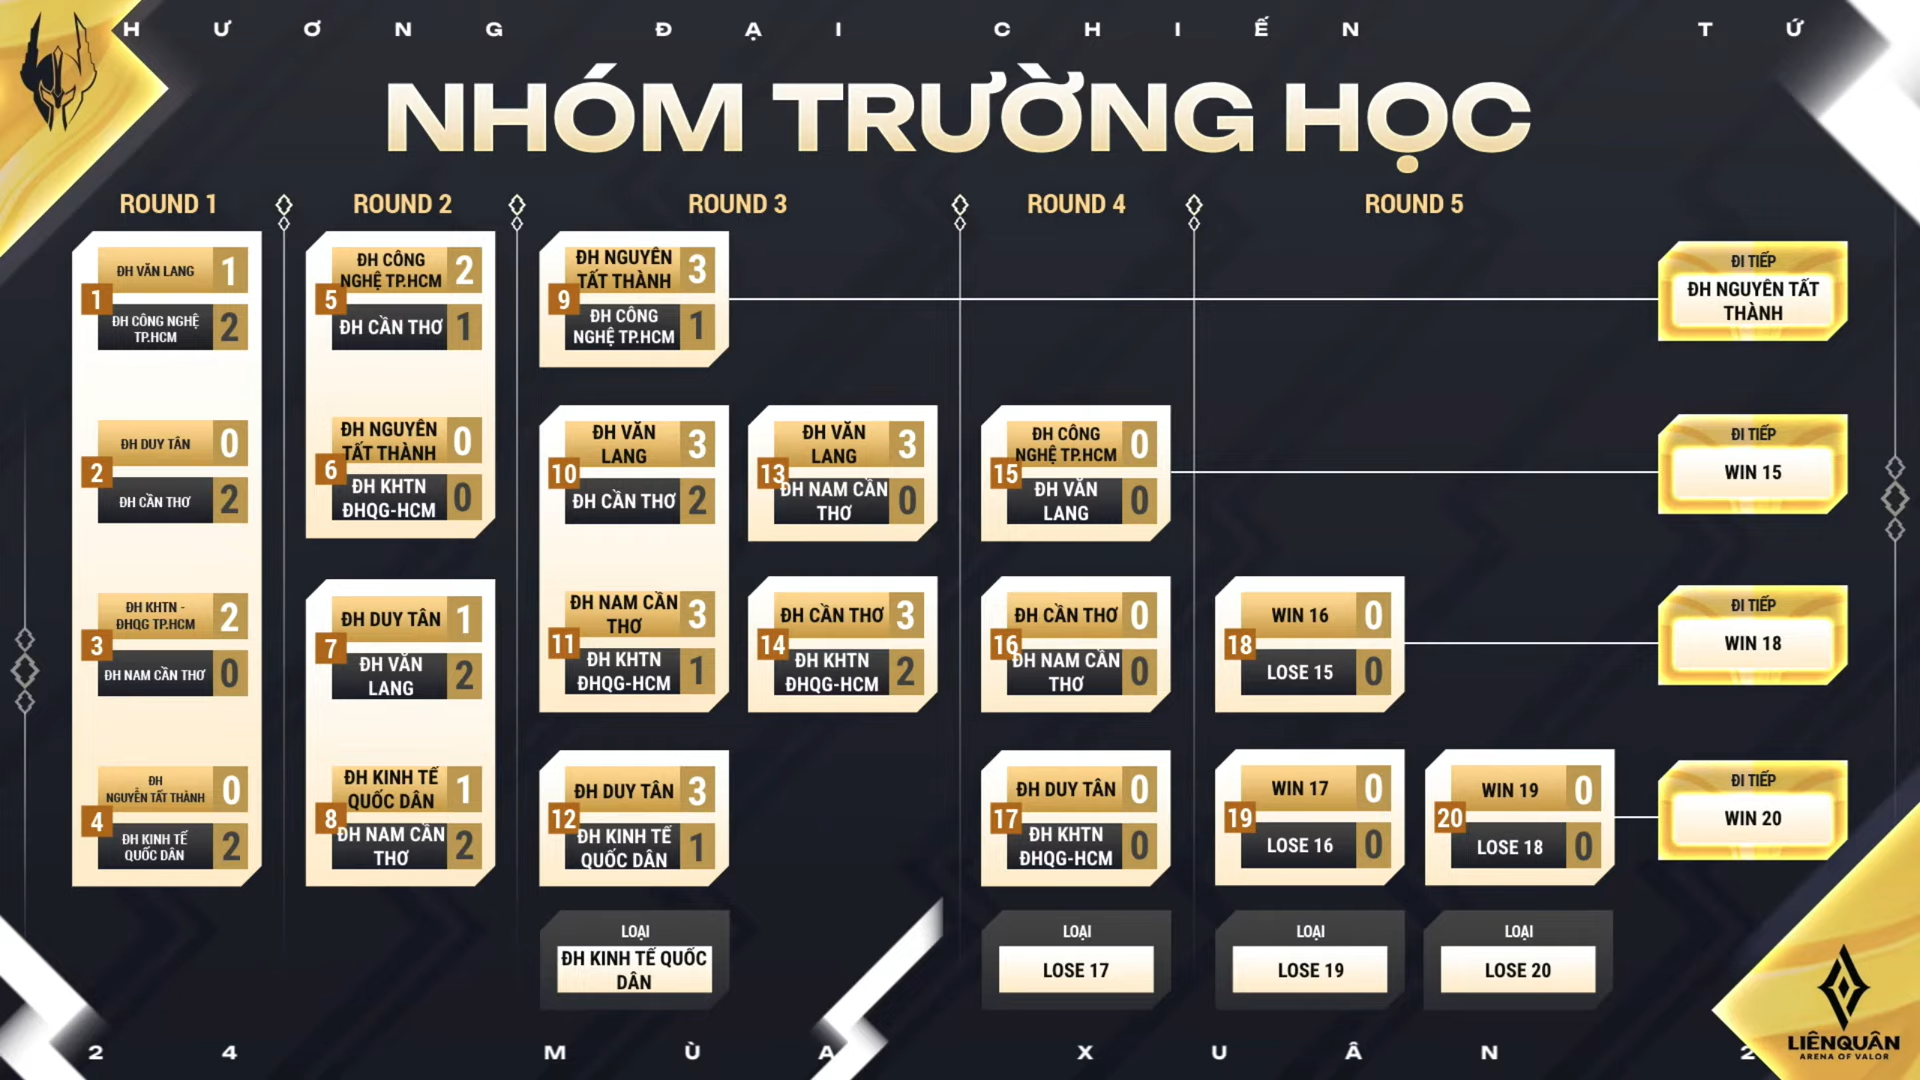 HƯƠNG ĐẠI CHIẾN TỨ
NHÓM TRƯỜNG HỌC
ROUND 1
ROUND 2
ROUND 3
ROUND 4
ROUND 5
1
ĐH VĂN LANG
1
ĐH CÔNG NGHỆ
TP.HCM
2
2
ĐH DUY TÂN
0
ĐH CẦN THƠ
2
3
ĐH KHTN -
ĐHQG TP.HCM
2
ĐH NAM CẦN THƠ
0
4
ĐH
NGUYỄN TẤT THÀNH
0
ĐH KINH TẾ
QUỐC DÂN
2
5
ĐH CÔNG
NGHỆ TP.HCM
2
ĐH CẦN THƠ
1
6
ĐH NGUYÊN
TẤT THÀNH
0
ĐH KHTN
ĐHQG-HCM
0
7
ĐH DUY TÂN
1
ĐH VĂN
LANG
2
8
ĐH KINH TẾ
QUỐC DÂN
1
ĐH NAM CẦN
THƠ
2
9
ĐH NGUYÊN
TẤT THÀNH
3
ĐH CÔNG
NGHỆ TP.HCM
1
10
ĐH VĂN
LANG
3
ĐH CẦN THƠ
2
11
ĐH NAM CẦN
THƠ
3
ĐH KHTN
ĐHQG-HCM
1
12
ĐH DUY TÂN
3
ĐH KINH TẾ
QUỐC DÂN
1
LOẠI
ĐH KINH TẾ QUỐC
DÂN
13
ĐH VĂN
LANG
3
ĐH NAM CẦN
THƠ
0
14
ĐH CẦN THƠ
3
ĐH KHTN
ĐHQG-HCM
2
15
ĐH CÔNG
NGHỆ TP.HCM
0
ĐH VĂN
LANG
0
16
ĐH CẦN THƠ
0
ĐH NAM CẦN
THƠ
0
17
ĐH DUY TÂN
0
ĐH KHTN
ĐHQG-HCM
0
LOẠI
LOSE 17
18
WIN 16
0
LOSE 15
0
19
WIN 17
0
LOSE 16
0
LOẠI
LOSE 19
20
WIN 19
0
LOSE 18
0
LOẠI
LOSE 20
ĐI TIẾP
ĐH NGUYÊN TẤT
THÀNH
ĐI TIẾP
WIN 15
ĐI TIẾP
WIN 18
ĐI TIẾP
WIN 20
24 MÙA XUÂN 2
LIÊNQUÂN
ARENA OF VALOR